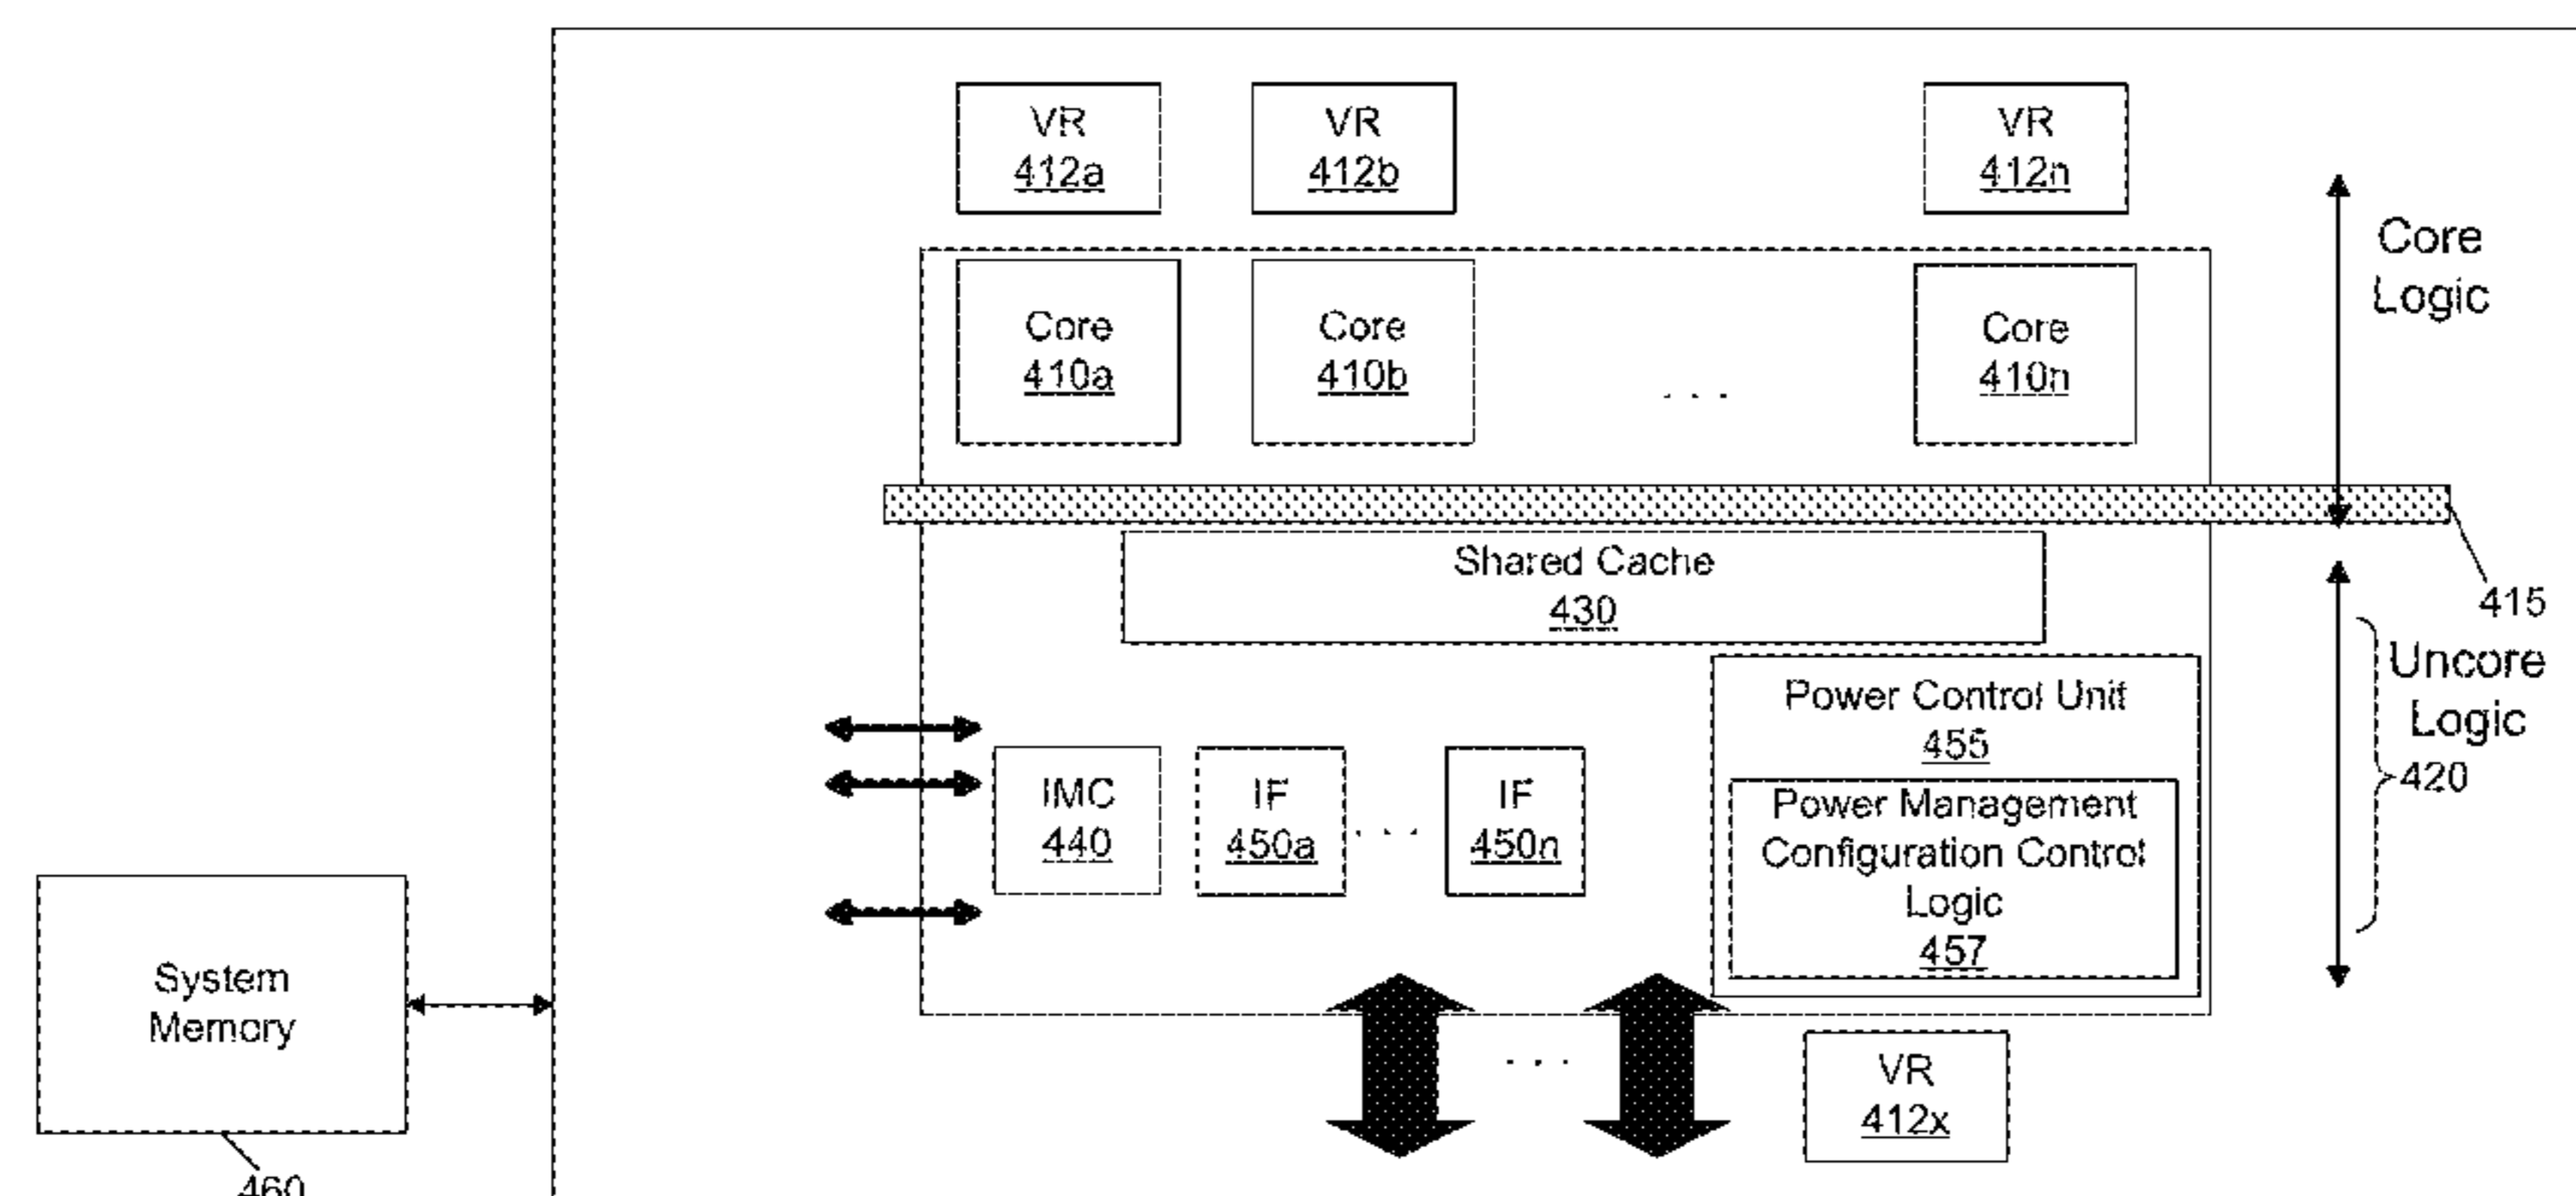 VR
412a
VR
412b
VR
412n
Core
Logic
Core
410a
Core
410b
. . .
Core
410n
415
Shared Cache
430
Uncore
Logic
420
Power Control Unit
455
Power Management
Configuration Control
Logic
457
IMC
440
IF
450a
. . .
IF
450n
System
Memory
460
. . .
VR
412x